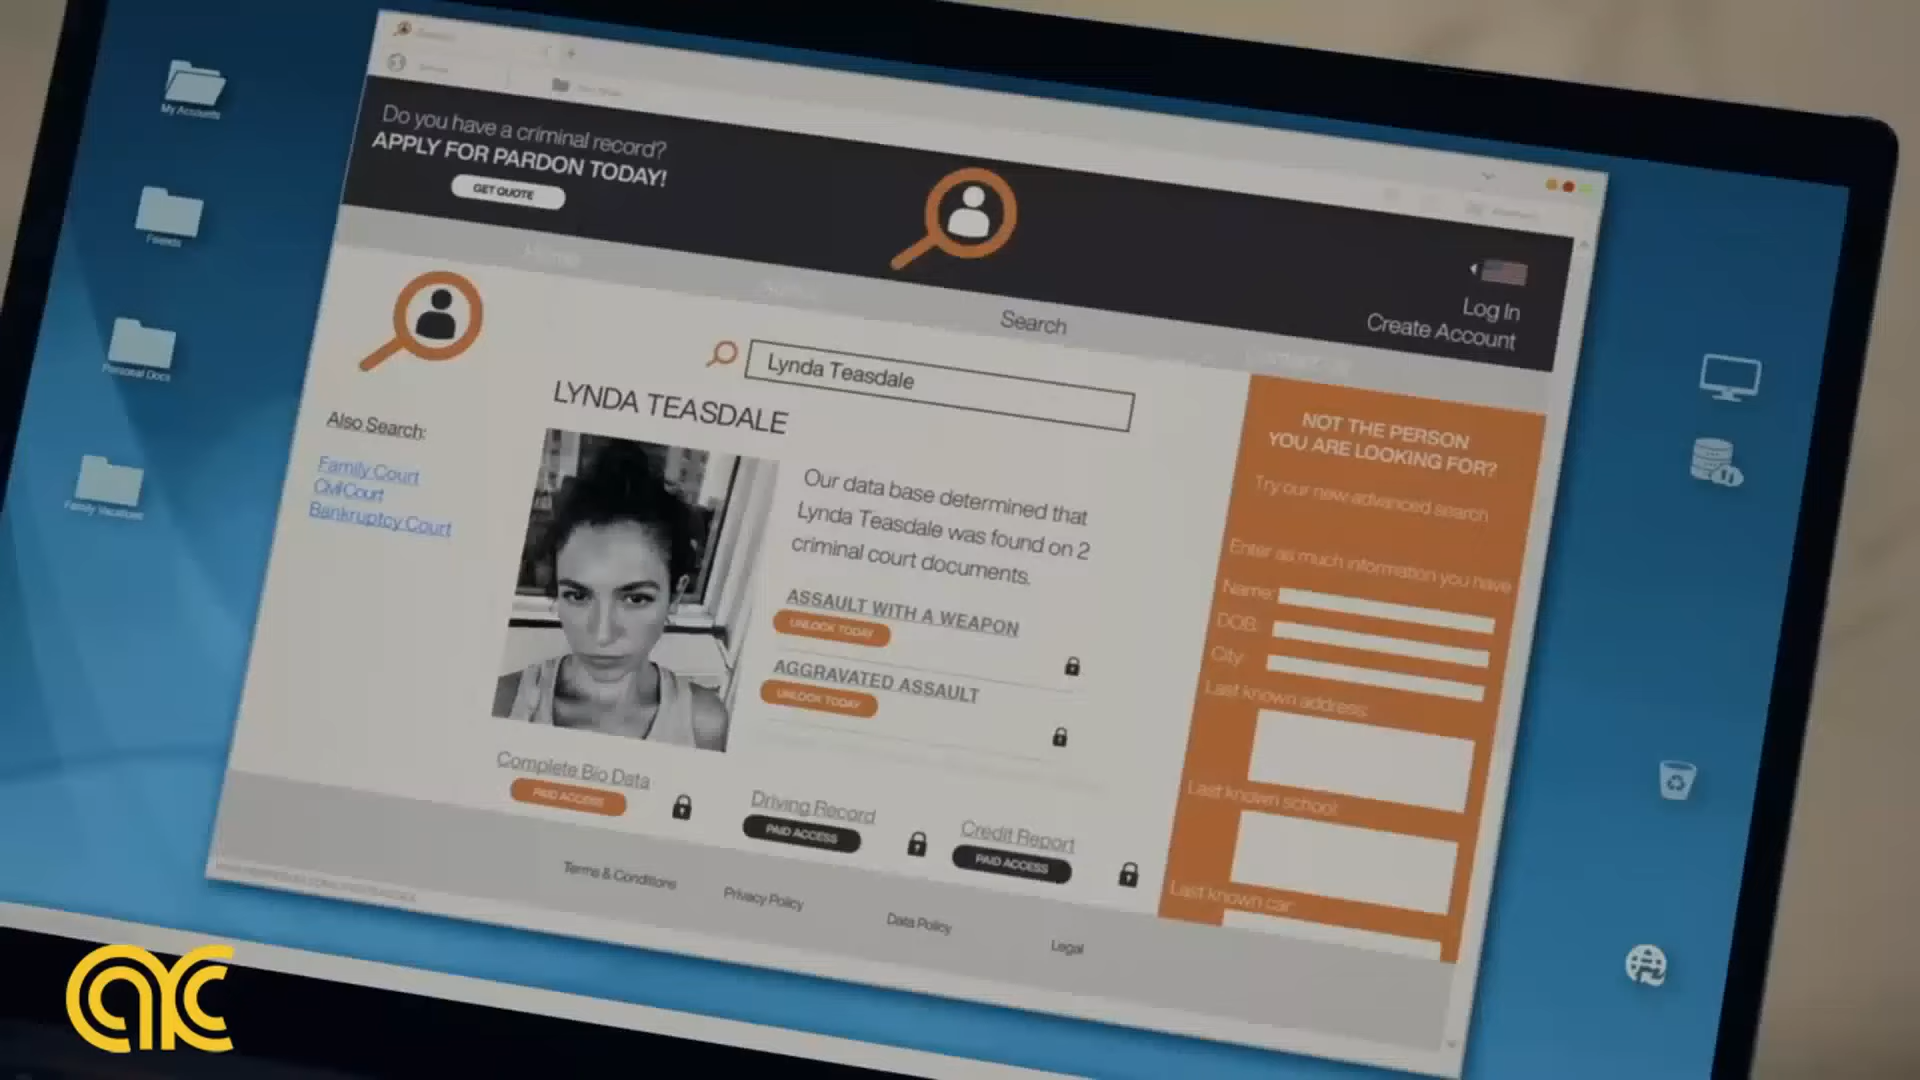 My Accounts
Friends
Personal Docs
Family Vacations
Do you have a criminal record?
APPLY FOR PARDON TODAY!
GET QUOTE
Log In
Create Account
Home
Search
Lynda Teasdale
LYNDA TEASDALE
Also Search:
Family Court
Civil Court
Bankruptcy Court
Our data base determined that
Lynda Teasdale was found on 2
criminal court documents.
ASSAULT WITH A WEAPON
UNLOCK TODAY
AGGRAVATED ASSAULT
UNLOCK TODAY
Complete Bio Data
PAID ACCESS
Driving Record
PAID ACCESS
Credit Report
PAID ACCESS
NOT THE PERSON
YOU ARE LOOKING FOR?
Try our new advanced search
Enter as much information you have
Name:
DOB:
City:
Last known address:
Last known school:
Last known car:
Terms & Conditions
Privacy Policy
Data Policy
Legal
ac